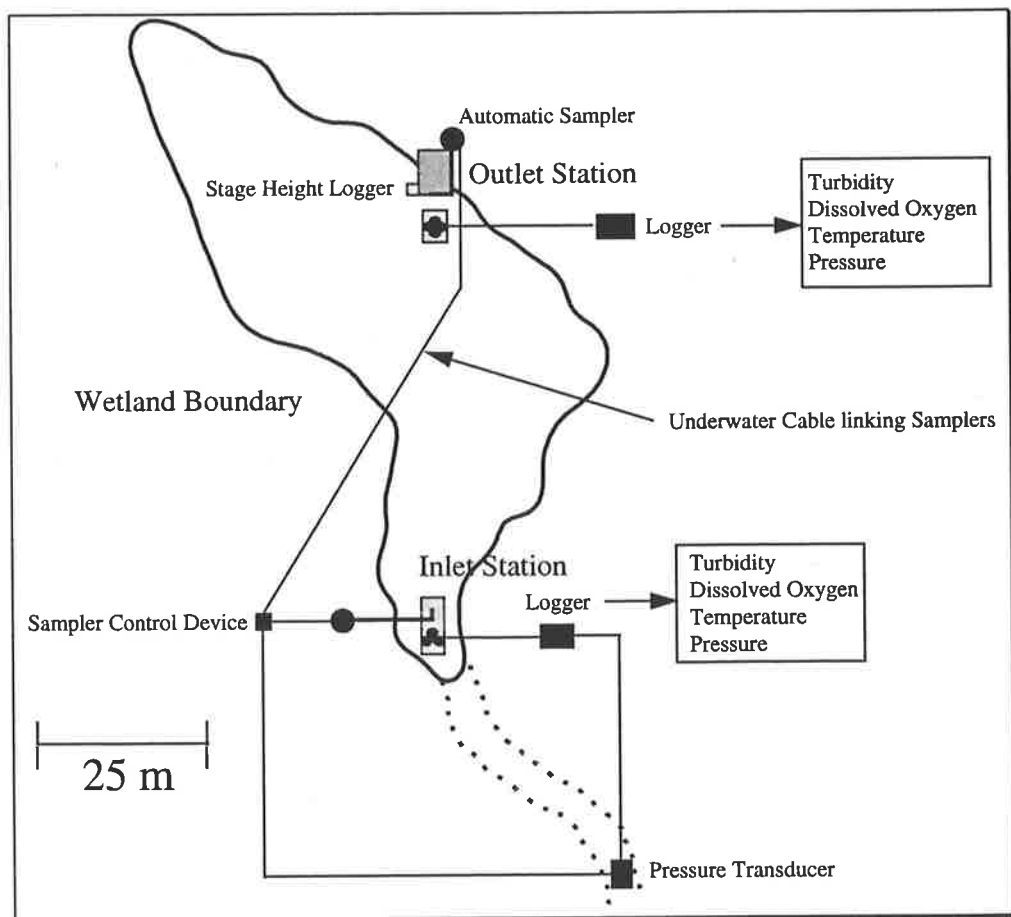 Automatic Sampler
Outlet Station
Stage Height Logger
Logger
Turbidity
Dissolved Oxygen
Temperature
Pressure
Wetland Boundary
Underwater Cable linking Samplers
Inlet Station
Logger
Turbidity
Dissolved Oxygen
Temperature
Pressure
Sampler Control Device
25 m
Pressure Transducer